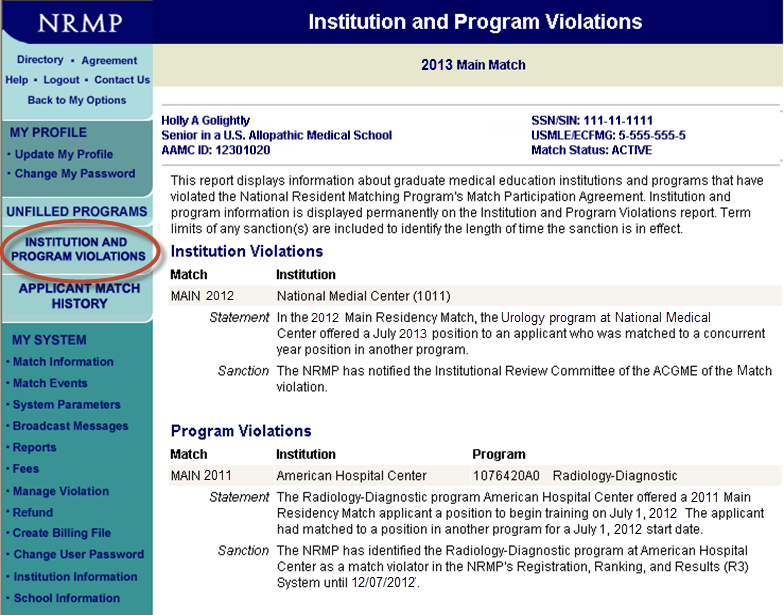 NRMP
Institution and Program Violations
Directory • Agreement
Help • Logout • Contact Us
Back to My Options
2013 Main Match
MY PROFILE
• Update My Profile
• Change My Password
UNFILLED PROGRAMS
INSTITUTION AND
PROGRAM VIOLATIONS
APPLICANT MATCH
HISTORY
MY SYSTEM
• Match Information
• Match Events
• System Parameters
• Broadcast Messages
• Reports
• Fees
• Manage Violation
• Refund
• Create Billing File
• Change User Password
• Institution Information
• School Information
Holly A Golightly SSN/SIN: 111-11-1111
Senior in a U.S. Allopathic Medical School USMLE/ECFMG: 5-555-555-5
AAMC ID: 12301020 Match Status: ACTIVE
This report displays information about graduate medical education institutions and programs that have
violated the National Resident Matching Program's Match Participation Agreement. Institution and
program information is displayed permanently on the Institution and Program Violations report. Term
limits of any sanction(s) are included to identify the length of time the sanction is in effect.
Institution Violations
Match Institution
MAIN 2012 National Medial Center (1011)
Statement In the 2012 Main Residency Match, the Urology program at National Medical
Center offered a July 2013 position to an applicant who was matched to a concurrent
year position in another program.
Sanction The NRMP has notified the Institutional Review Committee of the ACGME of the Match
violation.
Program Violations
Match Institution Program
MAIN 2011 American Hospital Center 1076420A0 Radiology-Diagnostic
Statement The Radiology-Diagnostic program American Hospital Center offered a 2011 Main
Residency Match applicant a position to begin training on July 1, 2012 The applicant
had matched to a position in another program for a July 1, 2012 start date.
Sanction The NRMP has identified the Radiology-Diagnostic program at American Hospital
Center as a match violator in the NRMP's Registration, Ranking, and Results (R3)
System until 12/07/2012.